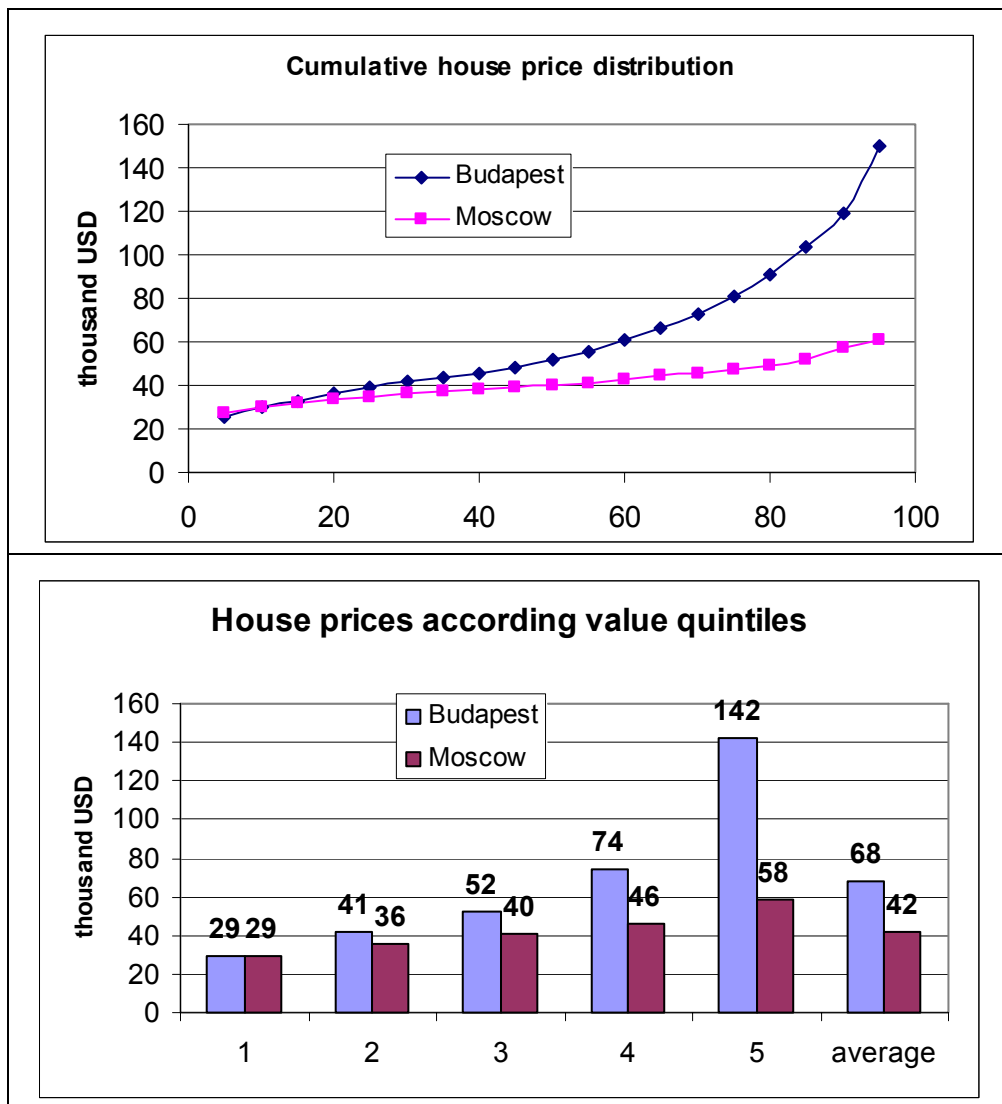 Cumulative house price distribution
thousand USD
160
140
120
100
80
60
40
20
0
Budapest
Moscow
0 20 40 60 80 100
House prices according value quintiles
thousand USD
160
140
120
100
80
60
40
20
0
Budapest
Moscow
29 29 41 36 52 40 74 46 142 58 68 42
1 2 3 4 5 average